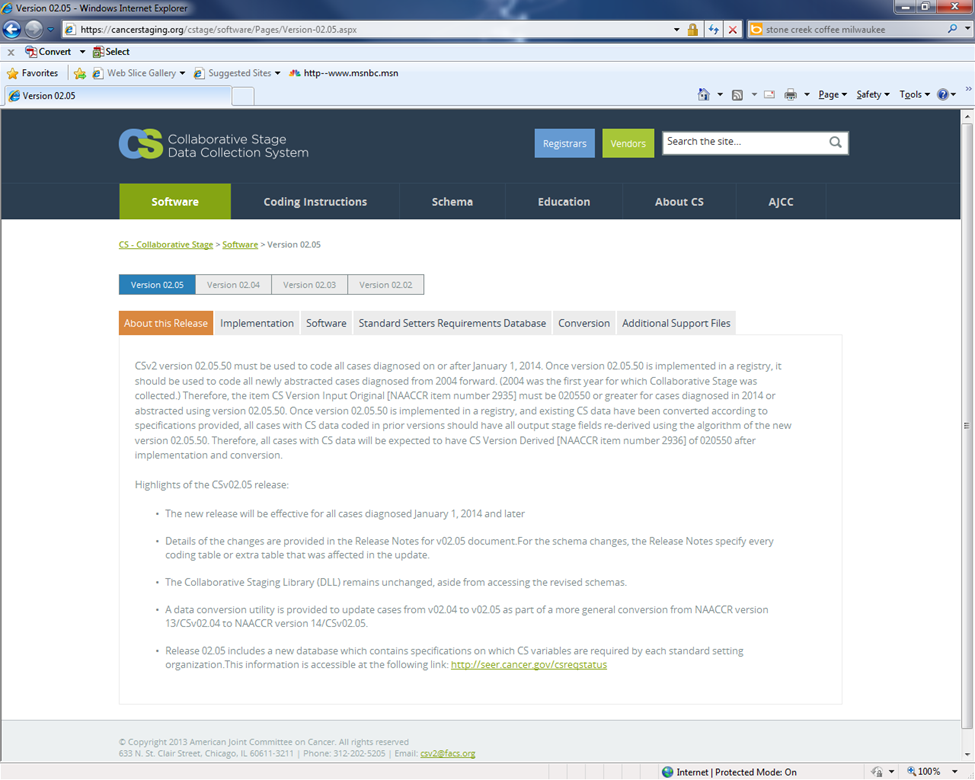 Version 02.05 - Windows Internet Explorer
https://cancerstaging.org/cstage/software/Pages/Version02.05.aspx
stone creek coffee milwaukee
x Convert Select
Favorites Web Slice Gallery Suggested Sites http--www.msnbc.msn
Version 02.05
Page Safety Tools
CS Collaborative Stage
Data Collection System
Registrars Vendors Search the site...
Software Coding Instructions Schema Education About CS AJCC
CS - Collaborative Stage > Software > Version 02.05
Version 02.05 Version 02.04 Version 02.03 Version 02.02
About this Release Implementation Software Standard Setters Requirements Database Conversion Additional Support Files
CSv2 version 02.05.50 must be used to code all cases diagnosed on or after January 1, 2014. Once version 02.05.50 is implemented in a registry, it
should be used to code all newly abstracted cases diagnosed from 2004 forward. (2004 was the first year for which Collaborative Stage was
collected.) Therefore, the item CS Version Input Original [NAACCR item number 2935] must be 020550 or greater for cases diagnosed in 2014 or
abstracted using version 02.05.50. Once version 02.05.50 is implemented in a registry, and existing CS data have been converted according to
specifications provided, all cases with CS data coded in prior versions should have all output stage fields re-derived using the algorithm of the new
version 02.05.50. Therefore, all cases with CS data will be expected to have CS Version Derived [NAACCR item number 2936] of 020550 after
implementation and conversion.
Highlights of the CSv02.05 release:
• The new release will be effective for all cases diagnosed January 1, 2014 and later
• Details of the changes are provided in the Release Notes for v02.05 document.For the schema changes, the Release Notes specify every
coding table or extra table that was affected in the update.
• The Collaborative Staging Library (DLL) remains unchanged, aside from accessing the revised schemas.
• A data conversion utility is provided to update cases from v02.04 to v02.05 as part of a more general conversion from NAACCR version
13/CSv02.04 to NAACCR version 14/CSv02.05.
• Release 02.05 includes a new database which contains specifications on which CS variables are required by each standard setting
organization.This information is accessible at the following link: http://seer.cancer.gov/csreqstatus
© Copyright 2013 American Joint Committee on Cancer. All rights reserved
633 N. St. Clair Street, Chicago, IL 60611-3211 | Phone: 312-202-5205 | Email: csv2@facs.org
Internet | Protected Mode: On 100%